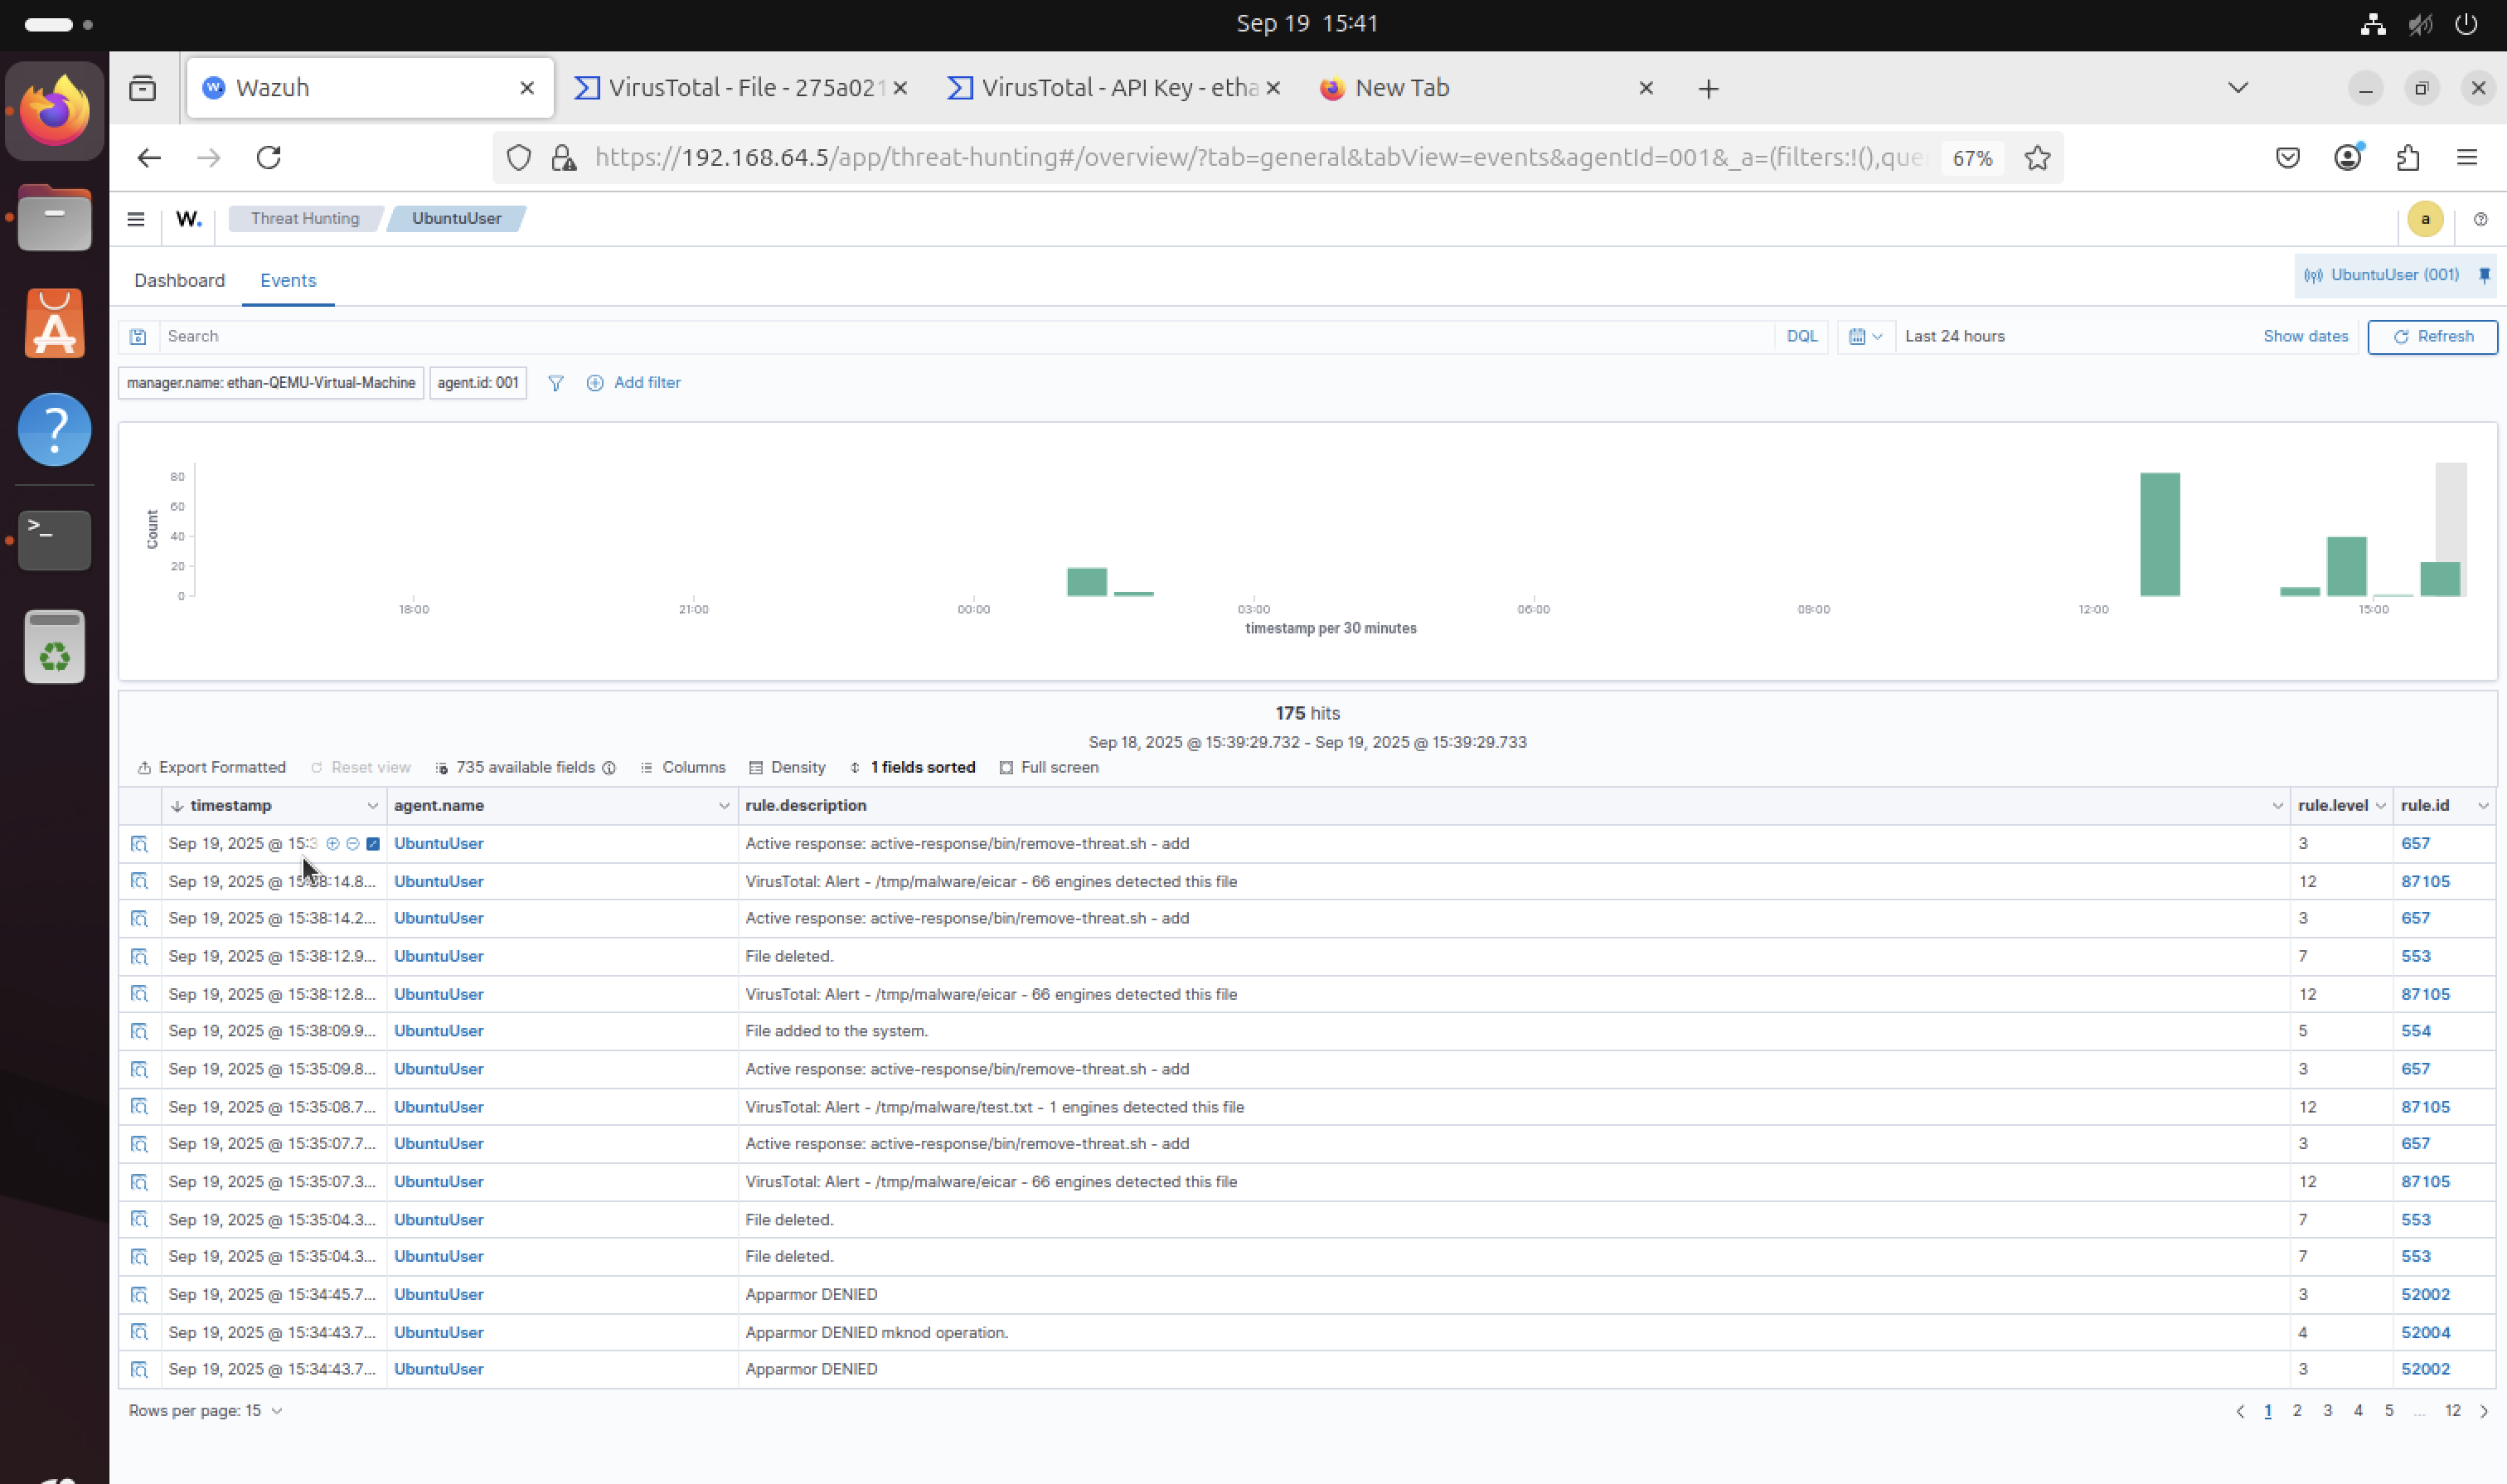 Sep 19 15:41
Wazuh
VirusTotal - File - 275a021
VirusTotal - API Key - etha
New Tab
https://192.168.64.5/app/threat-hunting#/overview/?tab=general&tabView=events&agentId=001&_a=(filters:!(),que
67%
W. Threat Hunting UbuntuUser a
Dashboard Events UbuntuUser (001)
Search DQL Last 24 hours Show dates Refresh
manager.name: ethan-QEMU-Virtual-Machine agent.id: 001 Add filter
80
60
40
20
0
Count
18:00 21:00 00:00 03:00 06:00 09:00 12:00 15:00
timestamp per 30 minutes
175 hits
Sep 18, 2025 @ 15:39:29.732 - Sep 19, 2025 @ 15:39:29.733
Export Formatted Reset view 735 available fields Columns Density 1 fields sorted Full screen
timestamp agent.name rule.description rule.level rule.id
Sep 19, 2025 @ 15:3 UbuntuUser Active response: active-response/bin/remove-threat.sh - add 3 657
Sep 19, 2025 @ 15:38:14.8... UbuntuUser VirusTotal: Alert - /tmp/malware/eicar - 66 engines detected this file 12 87105
Sep 19, 2025 @ 15:38:14.2... UbuntuUser Active response: active-response/bin/remove-threat.sh - add 3 657
Sep 19, 2025 @ 15:38:12.9... UbuntuUser File deleted. 7 553
Sep 19, 2025 @ 15:38:12.8... UbuntuUser VirusTotal: Alert - /tmp/malware/eicar - 66 engines detected this file 12 87105
Sep 19, 2025 @ 15:38:09.9... UbuntuUser File added to the system. 5 554
Sep 19, 2025 @ 15:35:09.8... UbuntuUser Active response: active-response/bin/remove-threat.sh - add 3 657
Sep 19, 2025 @ 15:35:08.7... UbuntuUser VirusTotal: Alert - /tmp/malware/test.txt - 1 engines detected this file 12 87105
Sep 19, 2025 @ 15:35:07.7... UbuntuUser Active response: active-response/bin/remove-threat.sh - add 3 657
Sep 19, 2025 @ 15:35:07.3... UbuntuUser VirusTotal: Alert - /tmp/malware/eicar - 66 engines detected this file 12 87105
Sep 19, 2025 @ 15:35:04.3... UbuntuUser File deleted. 7 553
Sep 19, 2025 @ 15:35:04.3... UbuntuUser File deleted. 7 553
Sep 19, 2025 @ 15:34:45.7... UbuntuUser Apparmor DENIED 3 52002
Sep 19, 2025 @ 15:34:43.7... UbuntuUser Apparmor DENIED mknod operation. 4 52004
Sep 19, 2025 @ 15:34:43.7... UbuntuUser Apparmor DENIED 3 52002
Rows per page: 15 1 2 3 4 5 ... 12